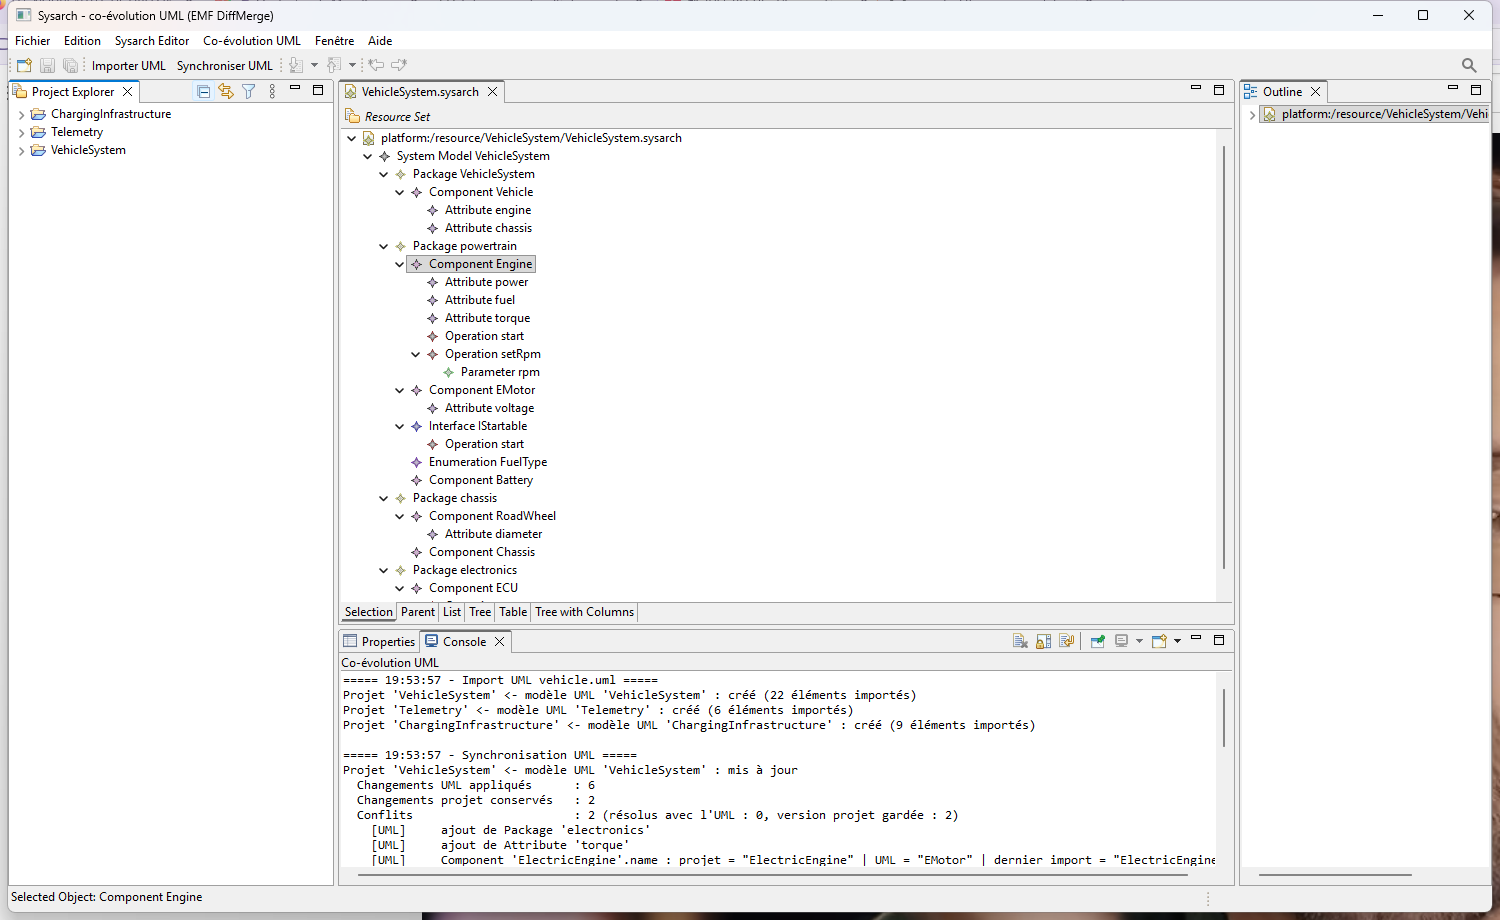 Sysarch - co-évolution UML (EMF DiffMerge)
Fichier Edition Sysarch Editor Co-évolution UML Fenêtre Aide
Importer UML Synchroniser UML
Project Explorer
ChargingInfrastructure
Telemetry
VehicleSystem
VehicleSystem.sysarch
Resource Set
platform:/resource/VehicleSystem/VehicleSystem.sysarch
System Model VehicleSystem
Package VehicleSystem
Component Vehicle
Attribute engine
Attribute chassis
Package powertrain
Component Engine
Attribute power
Attribute fuel
Attribute torque
Operation start
Operation setRpm
Parameter rpm
Component EMotor
Attribute voltage
Interface IStartable
Operation start
Enumeration FuelType
Component Battery
Package chassis
Component RoadWheel
Attribute diameter
Component Chassis
Package electronics
Component ECU
Selection Parent List Tree Table Tree with Columns
Outline
platform:/resource/VehicleSystem/Vehi
Properties Console
Co-évolution UML
===== 19:53:57 - Import UML vehicle.uml =====
Projet 'VehicleSystem' <- modèle UML 'VehicleSystem' : créé (22 éléments importés)
Projet 'Telemetry' <- modèle UML 'Telemetry' : créé (6 éléments importés)
Projet 'ChargingInfrastructure' <- modèle UML 'ChargingInfrastructure' : créé (9 éléments importés)
===== 19:53:57 - Synchronisation UML =====
Projet 'VehicleSystem' <- modèle UML 'VehicleSystem' : mis à jour
Changements UML appliqués : 6
Changements projet conservés : 2
Conflits : 2 (résolus avec l'UML : 0, version projet gardée : 2)
[UML] ajout de Package 'electronics'
[UML] ajout de Attribute 'torque'
[UML] Component 'ElectricEngine'.name : projet = "ElectricEngine" | UML = "EMotor" | dernier import = "ElectricEngine
Selected Object: Component Engine